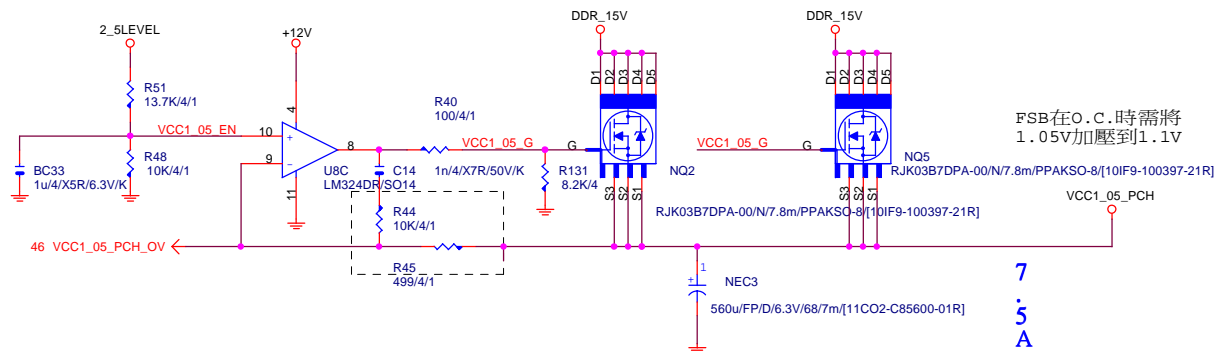 2_5LEVEL
+12V
DDR_15V
DDR_15V
D1
D2
D3
D4
D5
D1
D2
D3
D4
D5
R51
13.7K/4/1
4
R40
100/4/1
FSB在O.C.時需將
1.05V加壓到1.1V
VCC1_05_EN
10
+
8
VCC1_05_G
G
VCC1_05_G
G
9
-
BC33
1u/4/X5R/6.3V/K
R48
10K/4/1
11
U8C
LM324DR/SO14
C14
1n/4/X7R/50V/K
R131
8.2K/4
NQ2
NQ5
RJK03B7DPA-00/N/7.8m/PPAKSO-8/[10IF9-100397-21R]
S3
S2
S1
S3
S2
S1
RJK03B7DPA-00/N/7.8m/PPAKSO-8/[10IF9-100397-21R]
VCC1_05_PCH
R44
10K/4/1
46 VCC1_05_PCH_OV
R45
499/4/1
1
+
NEC3
560u/FP/D/6.3V/68/7m/[11CO2-C85600-01R]
7.5A